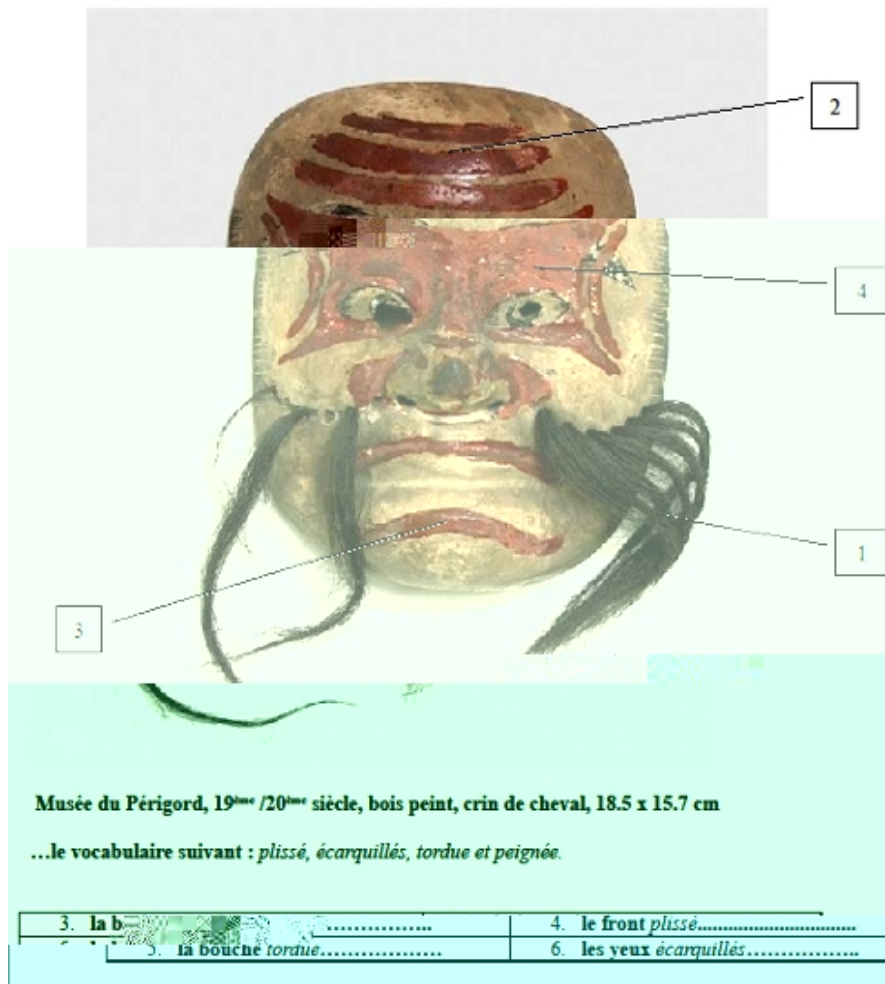 2
4
1
3
Musée du Périgord, 19ème /20ème siècle, bois peint, crin de cheval, 18.5 x 15.7 cm
…le vocabulaire suivant : plissé, écarquillés, tordue et peignée.
3. la b ............... 4. le front plissé...............................
5. la bouche tordue.................. 6. les yeux écarquillés.................